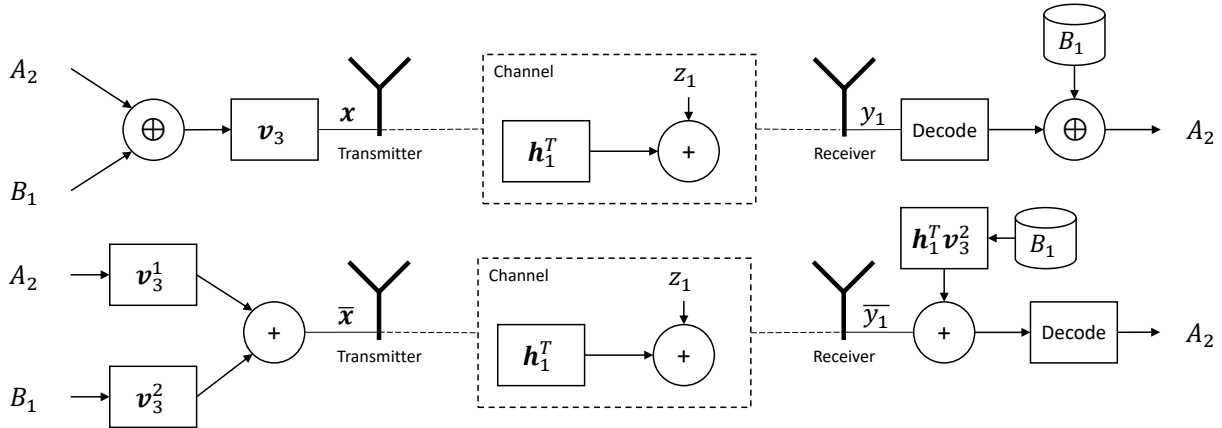 A₂
B₁
⊕
v₃
x
Transmitter
Channel
h₁ᵀ
z₁
+
Receiver
y₁
Decode
B₁
⊕
A₂
A₂
B₁
v₃¹
v₃²
+
x̅
Transmitter
Channel
h₁ᵀ
z₁
+
Receiver
y̅₁
h₁ᵀv₃²
B₁
+
Decode
A₂